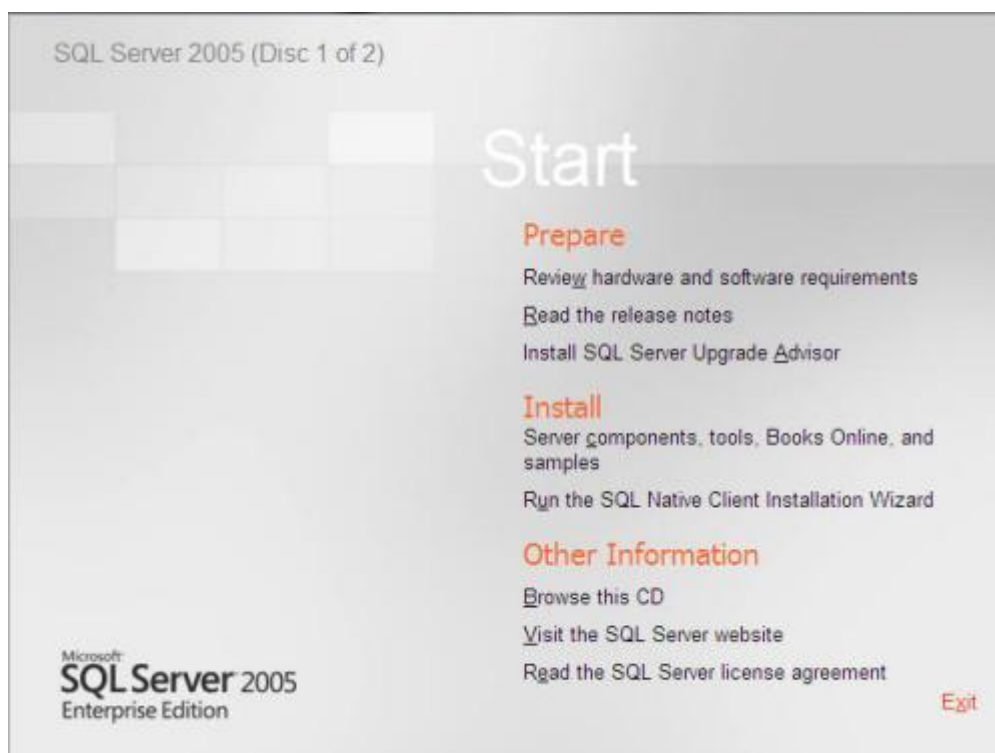 SQL Server 2005 (Disc 1 of 2)
Start
Prepare
Review hardware and software requirements
Read the release notes
Install SQL Server Upgrade Advisor
Install
Server components, tools, Books Online, and
samples
Run the SQL Native Client Installation Wizard
Other Information
Browse this CD
Visit the SQL Server website
Read the SQL Server license agreement
Exit
Microsoft
SQL Server 2005
Enterprise Edition